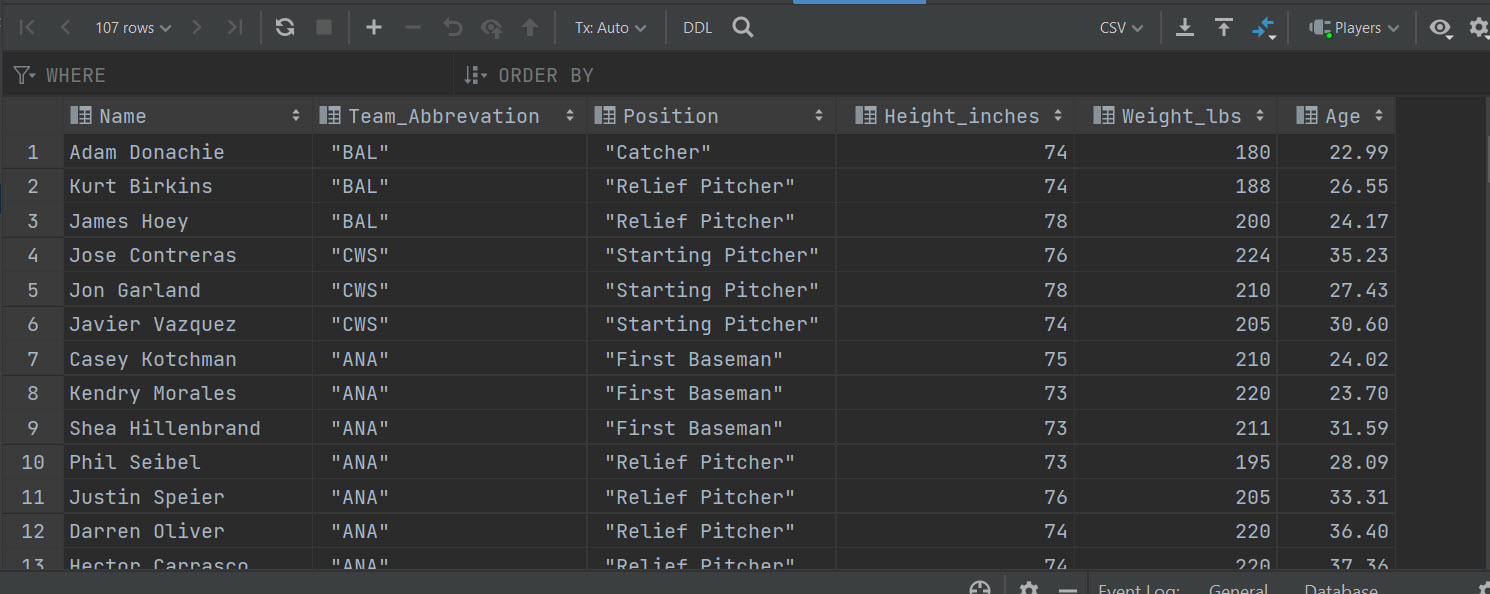 107 rows Tx: Auto DDL CSV Players
WHERE ORDER BY
Name Team_Abbrevation Position Height_inches Weight_lbs Age
1 Adam Donachie "BAL" "Catcher" 74 180 22.99
2 Kurt Birkins "BAL" "Relief Pitcher" 74 188 26.55
3 James Hoey "BAL" "Relief Pitcher" 78 200 24.17
4 Jose Contreras "CWS" "Starting Pitcher" 76 224 35.23
5 Jon Garland "CWS" "Starting Pitcher" 78 210 27.43
6 Javier Vazquez "CWS" "Starting Pitcher" 74 205 30.60
7 Casey Kotchman "ANA" "First Baseman" 75 210 24.02
8 Kendry Morales "ANA" "First Baseman" 73 220 23.70
9 Shea Hillenbrand "ANA" "First Baseman" 73 211 31.59
10 Phil Seibel "ANA" "Relief Pitcher" 73 195 28.09
11 Justin Speier "ANA" "Relief Pitcher" 76 205 33.31
12 Darren Oliver "ANA" "Relief Pitcher" 74 220 36.40
13 Hector Carrasco "ANA" "Relief Pitcher" 74 220 37.36
Event Log: General Database